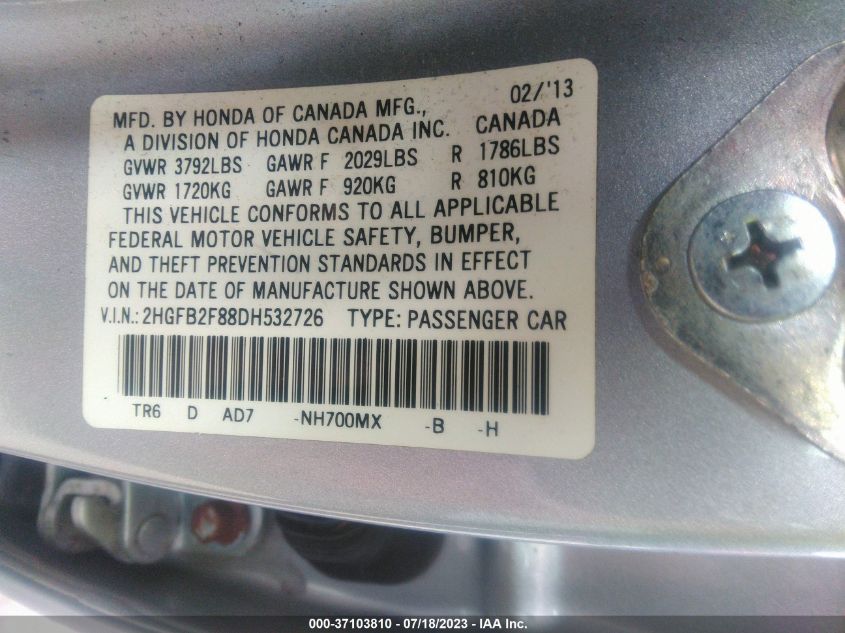 02/'13
MFD. BY HONDA OF CANADA MFG.,
A DIVISION OF HONDA CANADA INC. CANADA
GVWR 3792LBS GAWR F 2029LBS R 1786LBS
GVWR 1720KG GAWR F 920KG R 810KG
THIS VEHICLE CONFORMS TO ALL APPLICABLE
FEDERAL MOTOR VEHICLE SAFETY, BUMPER,
AND THEFT PREVENTION STANDARDS IN EFFECT
ON THE DATE OF MANUFACTURE SHOWN ABOVE.
V.I.N.: 2HGFB2F88DH532726 TYPE: PASSENGER CAR
TR6 D AD7 -NH700MX -B -H
000-37103810 - 07/18/2023 - © IAA Inc.